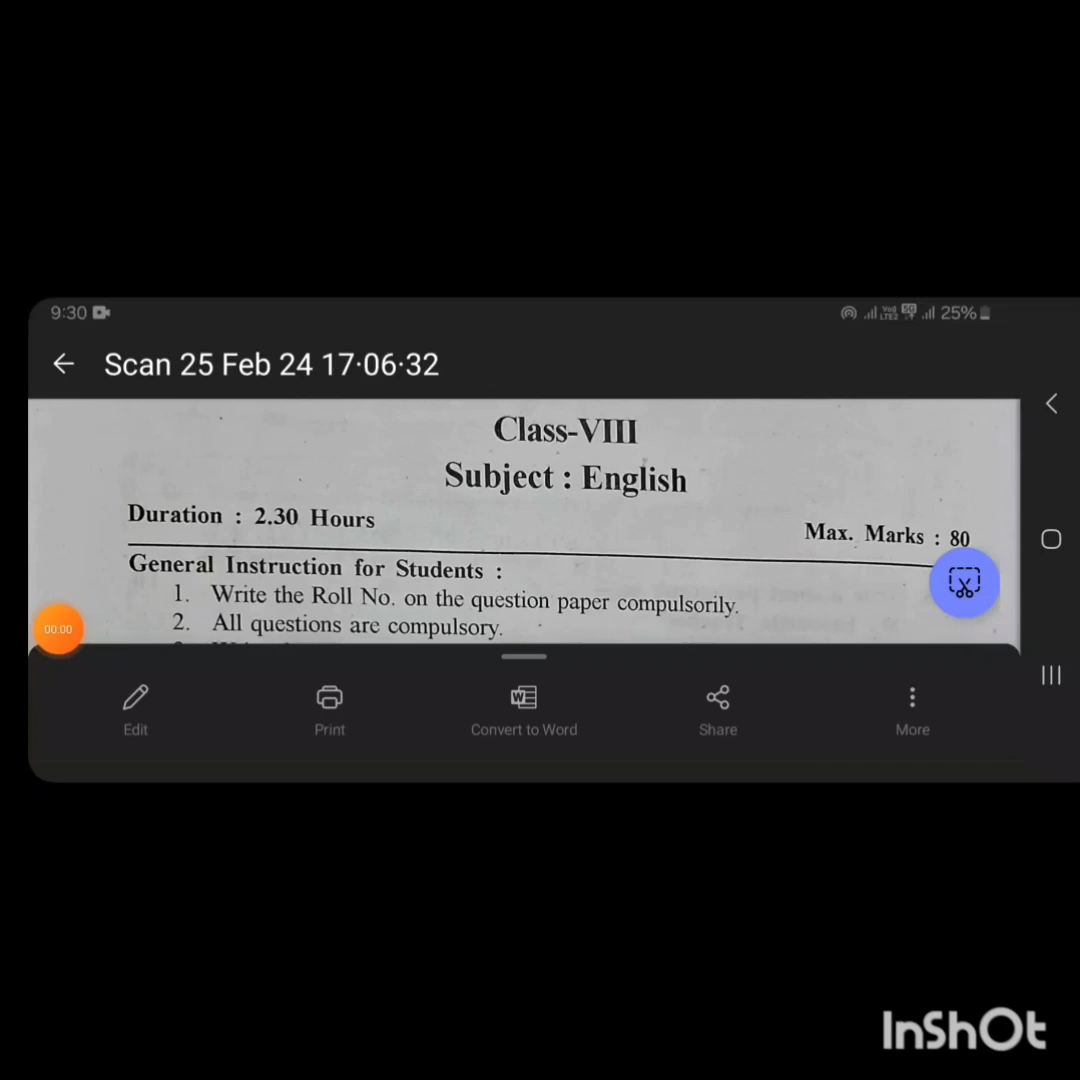 9:30 25%
Scan 25 Feb 24 17·06·32
Class-VIII
Subject : English
Duration : 2.30 Hours
Max. Marks : 80
General Instruction for Students :
1. Write the Roll No. on the question paper compulsorily.
2. All questions are compulsory.
00:00
Edit Print Convert to Word Share More
InShOt